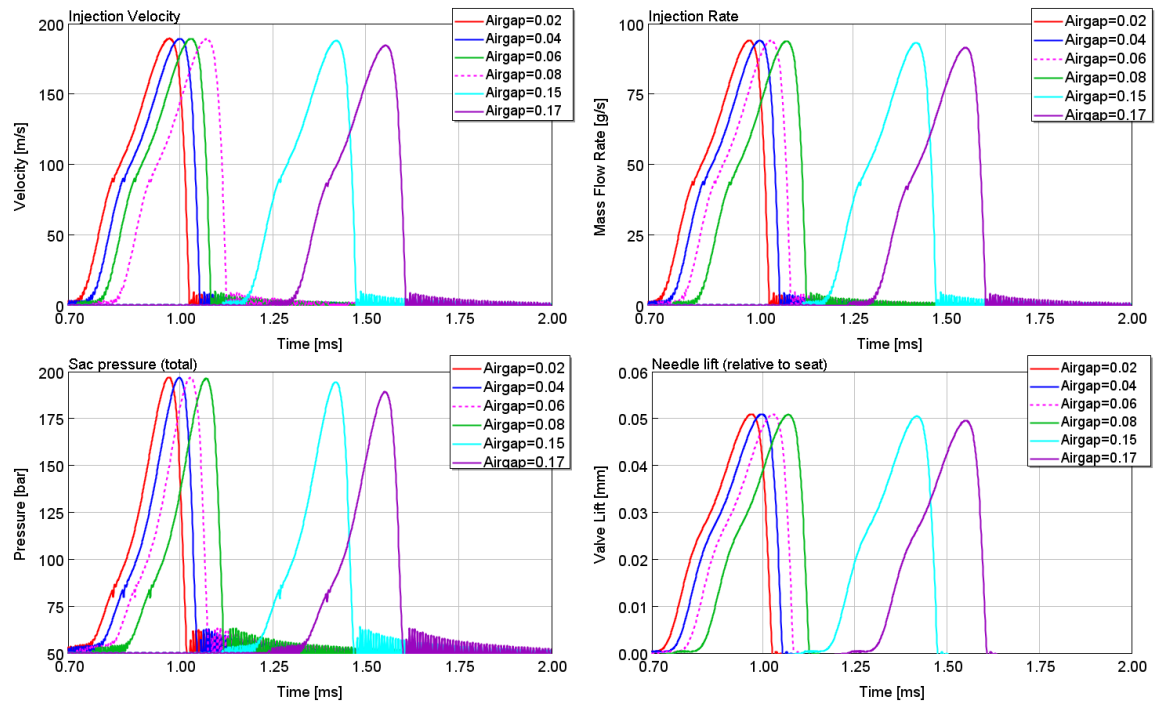 Injection Velocity
Velocity [m/s]
200
150
100
50
0
0.70
1.00
1.25
1.50
1.75
2.00
Time [ms]
Airgap=0.02
Airgap=0.04
Airgap=0.06
Airgap=0.08
Airgap=0.15
Airgap=0.17
Injection Rate
Mass Flow Rate [g/s]
100
75
50
25
0
0.70
1.00
1.25
1.50
1.75
2.00
Time [ms]
Airgap=0.02
Airgap=0.04
Airgap=0.06
Airgap=0.08
Airgap=0.15
Airgap=0.17
Sac pressure (total)
Pressure [bar]
200
175
150
125
100
75
50
0.70
1.00
1.25
1.50
1.75
2.00
Time [ms]
Airgap=0.02
Airgap=0.04
Airgap=0.06
Airgap=0.08
Airgap=0.15
Airgap=0.17
Needle lift (relative to seat)
Valve Lift [mm]
0.06
0.05
0.04
0.03
0.02
0.01
0.00
0.70
1.00
1.25
1.50
1.75
2.00
Time [ms]
Airgap=0.02
Airgap=0.04
Airgap=0.06
Airgap=0.08
Airgap=0.15
Airgap=0.17